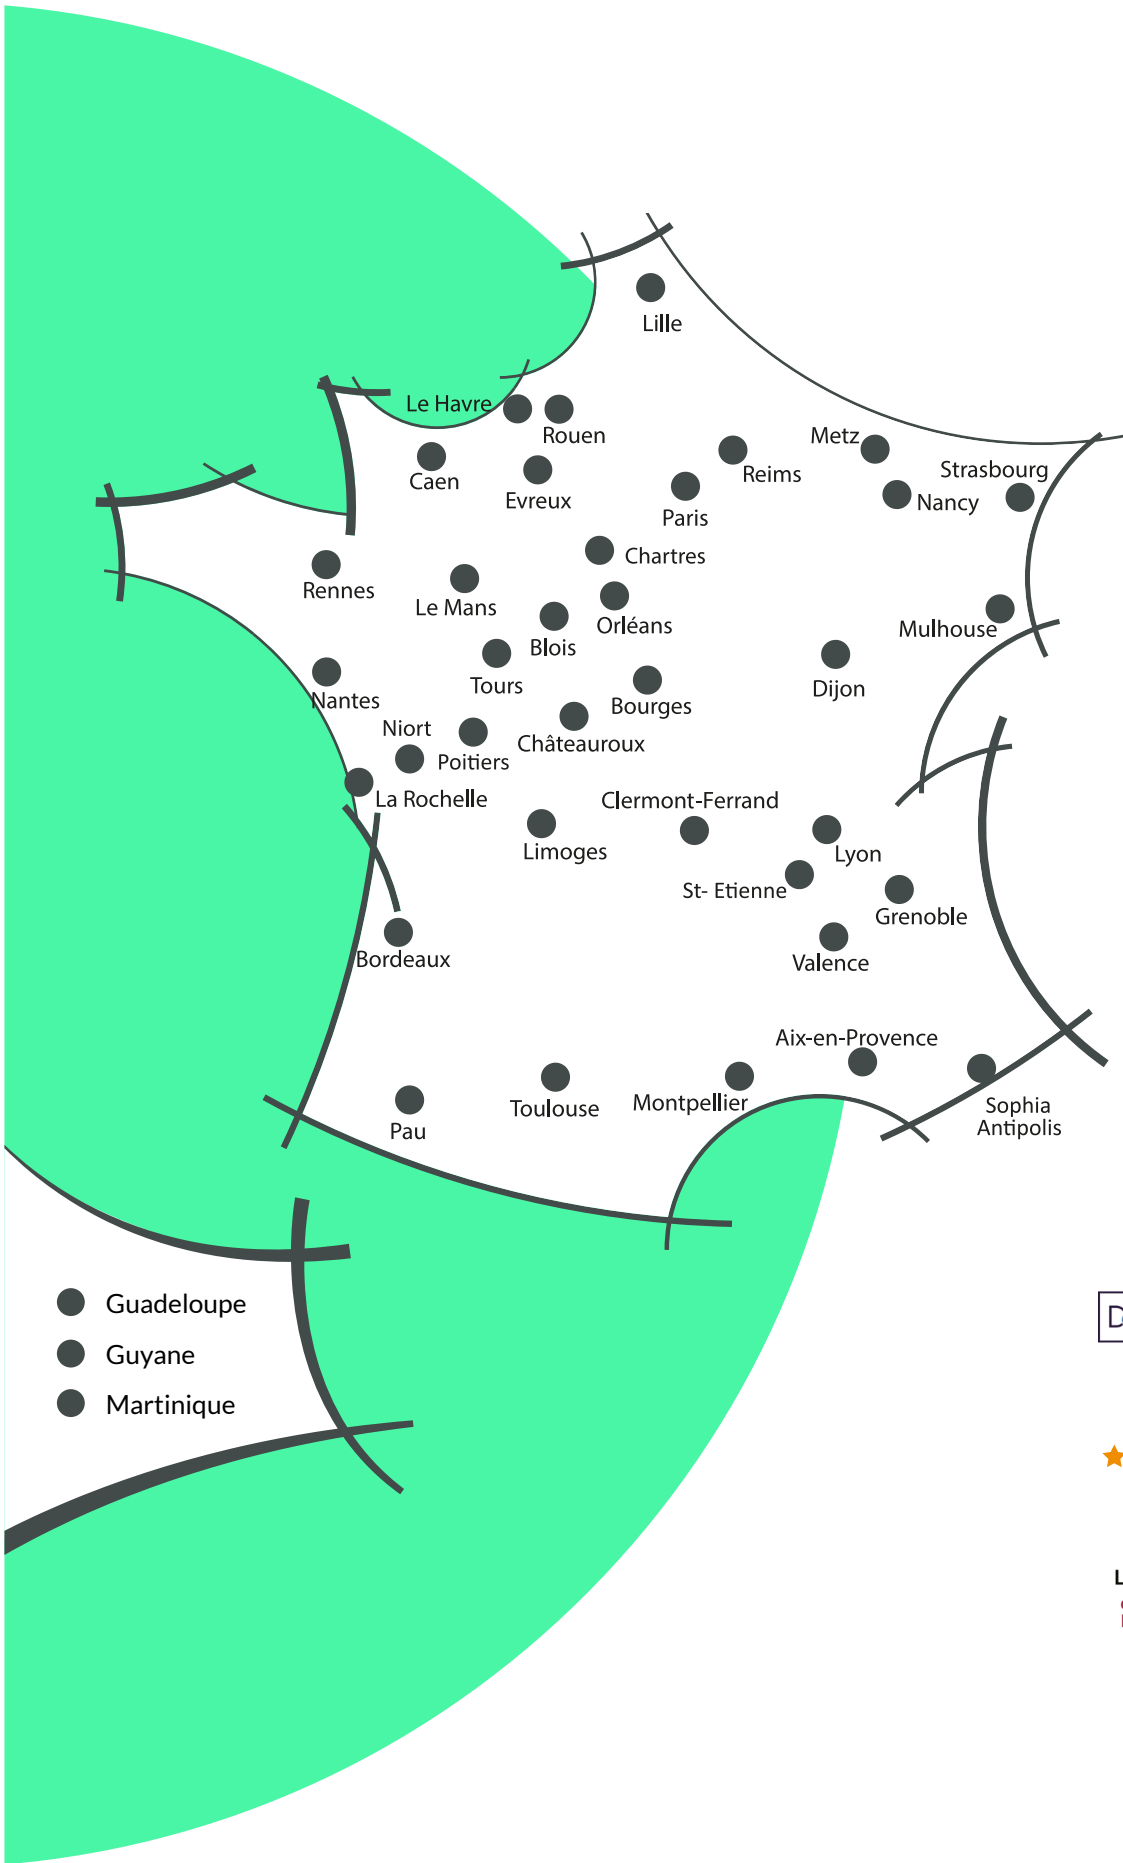 Lille
Le Havre
Rouen
Metz
Caen
Evreux
Reims
Strasbourg
Paris
Nancy
Chartres
Rennes
Le Mans
Orléans
Mulhouse
Blois
Tours
Dijon
Nantes
Bourges
Niort
Châteauroux
Poitiers
La Rochelle
Clermont-Ferrand
Limoges
Lyon
St- Etienne
Grenoble
Bordeaux
Valence
Aix-en-Provence
Toulouse
Montpellier
Sophia
Antipolis
Pau
Guadeloupe
Guyane
Martinique
D
L